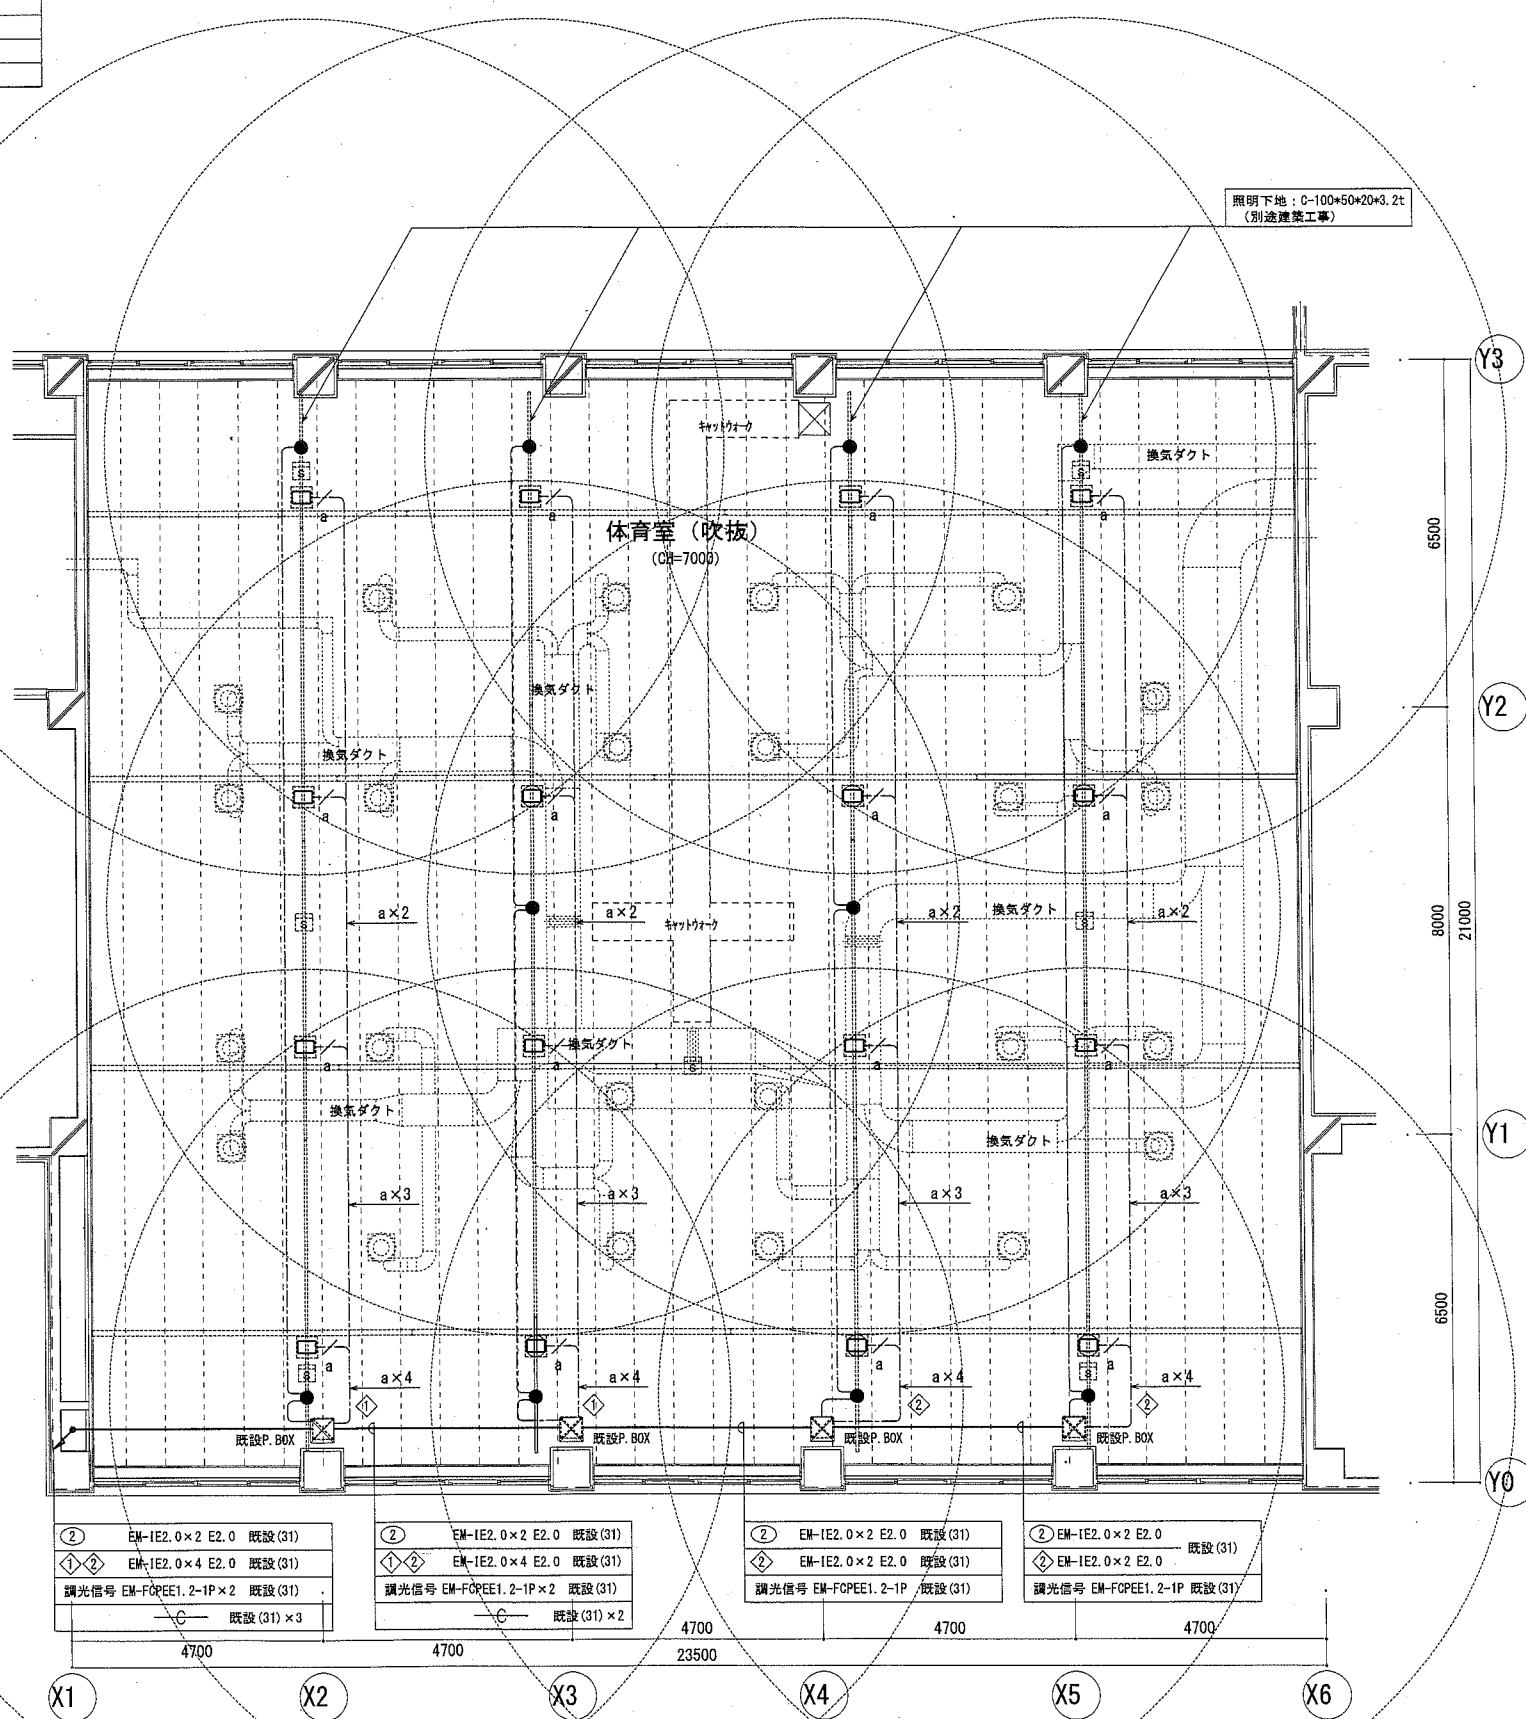 照明下地：C-100*50*20*3.2t
（別途建築工事）
Y3
キャットウォーク
換気ダクト
S
S
a
a
a
a
体育室（吹抜）
(CH=7000)
6500
換気ダクト
Y2
換気ダクト
a
a
a
a
S
a×2
a×2
キャットウォーク
a×2
換気ダクト
S
a×2
8000
21000
換気ダクト
a
a
S
a
a
換気ダクト
換気ダクト
Y1
a×3
a×3
a×3
a×3
6500
a
a
a
a
S
S
a×4
a×4
a×4
a×4
1
1
2
2
既設P.BOX
既設P.BOX
既設P.BOX
既設P.BOX
Y0
2 EM-IE2.0×2 E2.0 既設(31)
1 2 EM-IE2.0×4 E2.0 既設(31)
調光信号 EM-FCPEE1.2-1P×2 既設(31)
C 既設(31)×3
2 EM-IE2.0×2 E2.0 既設(31)
1 2 EM-IE2.0×4 E2.0 既設(31)
調光信号 EM-FCPEE1.2-1P×2 既設(31)
C 既設(31)×2
2 EM-IE2.0×2 E2.0 既設(31)
2 EM-IE2.0×2 E2.0 既設(31)
調光信号 EM-FCPEE1.2-1P 既設(31)
2 EM-IE2.0×2 E2.0
既設(31)
2 EM-IE2.0×2 E2.0
調光信号 EM-FCPEE1.2-1P 既設(31)
4700
4700
4700
4700
4700
23500
X1
X2
X3
X4
X5
X6